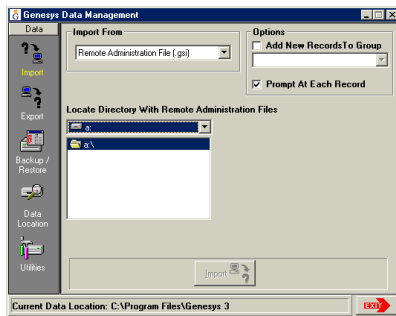 Genesys Data Management
Data
Import
Export
Backup /
Restore
Data
Location
Utilities
Import From
Remote Administration File (.gsi)
Options
Add New RecordsTo Group
Prompt At Each Record
Locate Directory With Remote Administration Files
a:
a:\
Import
Current Data Location: C:\Program Files\Genesys 3
EXIT